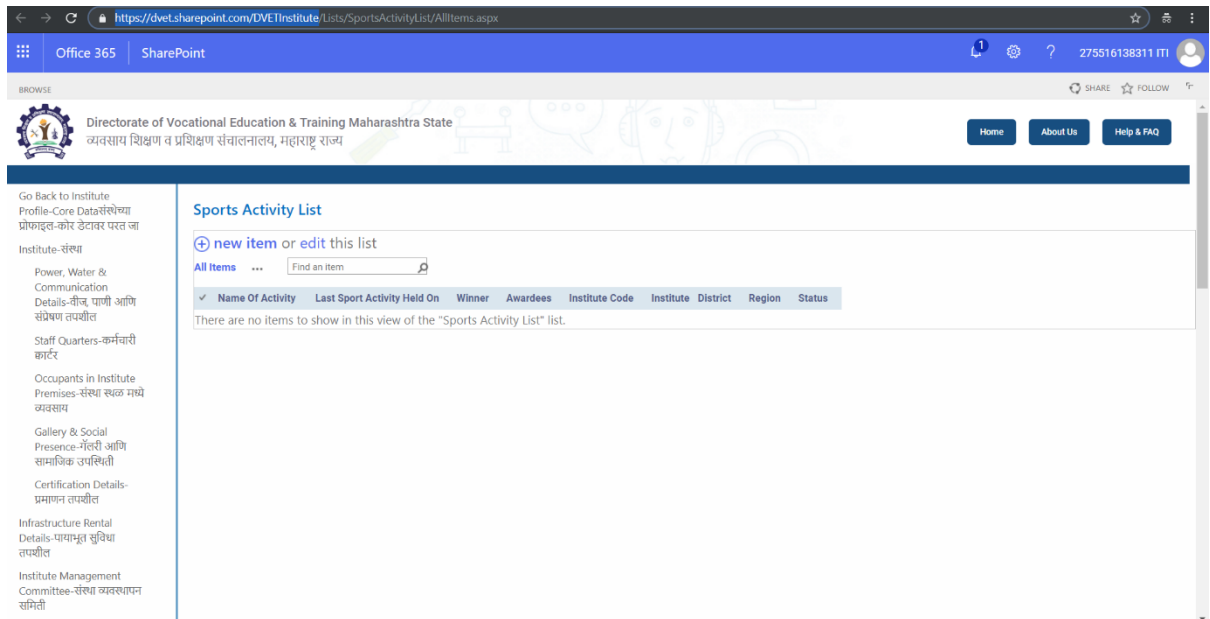 https://dvet.sharepoint.com/DVETInstitute/Lists/SportsActivityList/AllItems.aspx
Office 365 SharePoint 1 ? 275516138311 ITI
BROWSE SHARE FOLLOW
Directorate of Vocational Education & Training Maharashtra State
व्यवसाय शिक्षण व प्रशिक्षण संचालनालय, महाराष्ट्र राज्य
Home About Us Help & FAQ
Go Back to Institute
Profile-Core Dataसंस्थेच्या
प्रोफाइल-कोर डेटावर परत जा
Institute-संस्था
Power, Water &
Communication
Details-वीज, पाणी आणि
संप्रेषण तपशील
Staff Quarters-कर्मचारी
क्वार्टर
Occupants in Institute
Premises-संस्था स्थळ मध्ये
व्यवसाय
Gallery & Social
Presence-गॅलरी आणि
सामाजिक उपस्थिती
Certification Details-
प्रमाणन तपशील
Infrastructure Rental
Details-पायाभूत सुविधा
तपशील
Institute Management
Committee-संस्था व्यवस्थापन
समिती
Sports Activity List
new item or edit this list
All Items ... Find an item
Name Of Activity Last Sport Activity Held On Winner Awardees Institute Code Institute District Region Status
There are no items to show in this view of the "Sports Activity List" list.